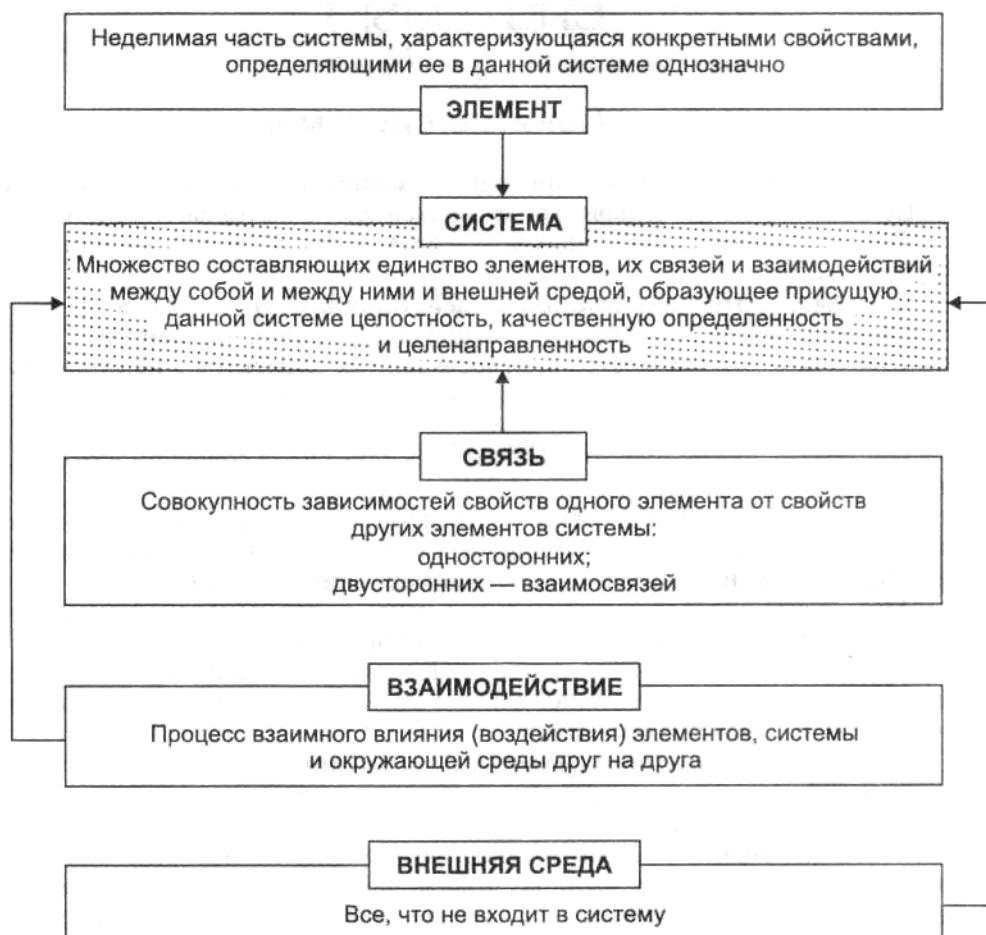 Неделимая часть системы, характеризующаяся конкретными свойствами,
определяющими ее в данной системе однозначно
ЭЛЕМЕНТ
СИСТЕМА
Множество составляющих единство элементов, их связей и взаимодействий
между собой и между ними и внешней средой, образующее присущую
данной системе целостность, качественную определенность
и целенаправленность
СВЯЗЬ
Совокупность зависимостей свойств одного элемента от свойств
других элементов системы:
односторонних;
двусторонних — взаимосвязей
ВЗАИМОДЕЙСТВИЕ
Процесс взаимного влияния (воздействия) элементов, системы
и окружающей среды друг на друга
ВНЕШНЯЯ СРЕДА
Все, что не входит в систему